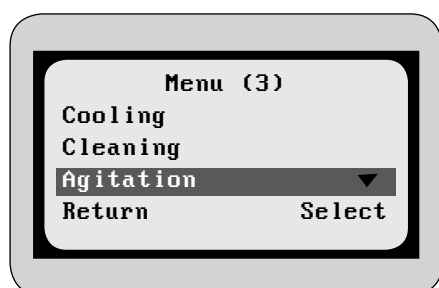 Menu (3)
Cooling
Cleaning
Agitation
Return Select